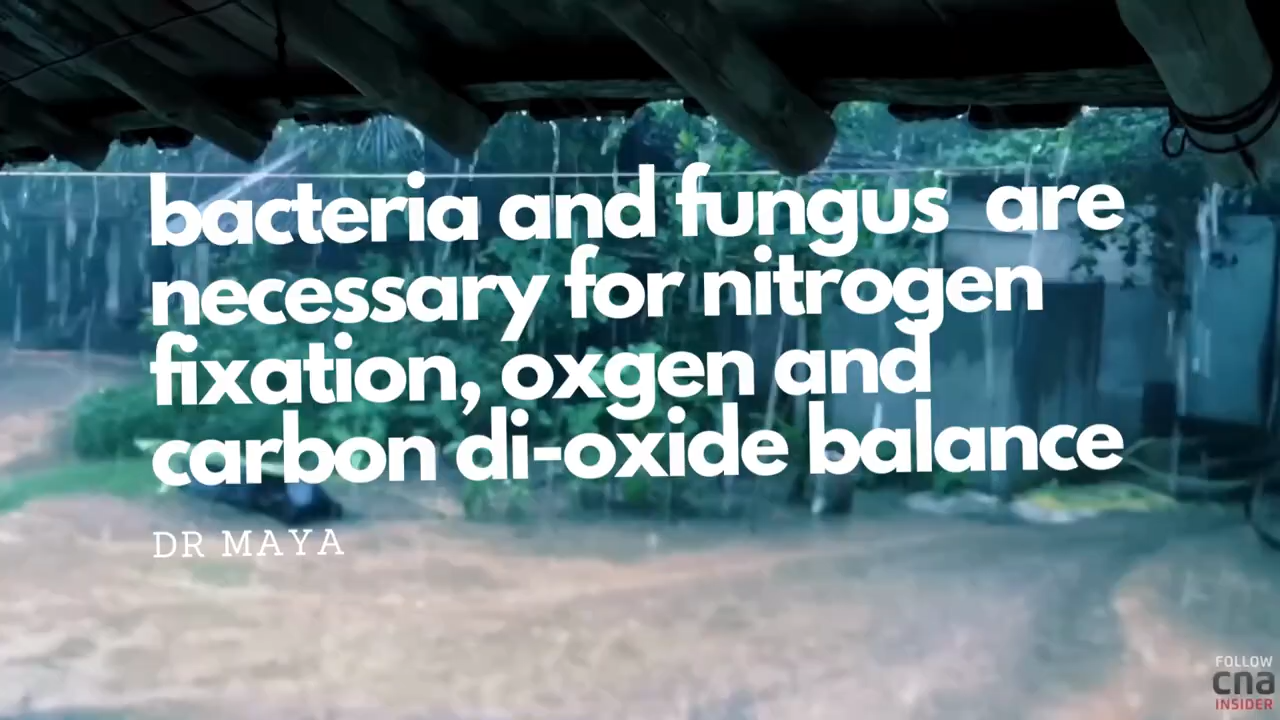 bacteria and fungus  are
necessary for nitrogen
fixation, oxgen and
carbon di-oxide balance
DR MAYA
FOLLOW
cna
INSIDER